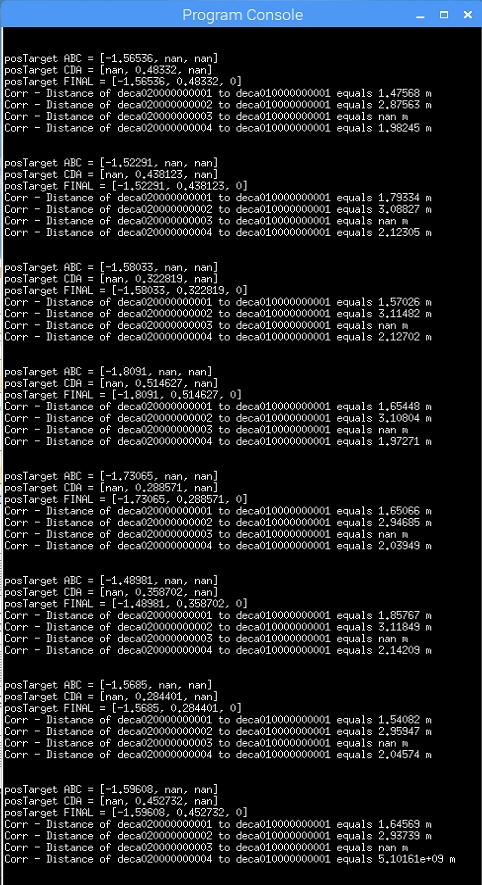 Program Console
posTarget ABC = [-1.56536, nan, nan]
posTarget CDA = [nan, 0.48332, nan]
posTarget FINAL = [-1.56536, 0.48332, 0]
Corr - Distance of deca020000000001 to deca010000000001 equals 1.47568 m
Corr - Distance of deca020000000002 to deca010000000001 equals 2.87563 m
Corr - Distance of deca020000000003 to deca010000000001 equals nan m
Corr - Distance of deca020000000004 to deca010000000001 equals 1.98245 m
posTarget ABC = [-1.52291, nan, nan]
posTarget CDA = [nan, 0.438123, nan]
posTarget FINAL = [-1.52291, 0.438123, 0]
Corr - Distance of deca020000000001 to deca010000000001 equals 1.79334 m
Corr - Distance of deca020000000002 to deca010000000001 equals 3.08827 m
Corr - Distance of deca020000000003 to deca010000000001 equals nan m
Corr - Distance of deca020000000004 to deca010000000001 equals 2.12305 m
posTarget ABC = [-1.58033, nan, nan]
posTarget CDA = [nan, 0.322819, nan]
posTarget FINAL = [-1.58033, 0.322819, 0]
Corr - Distance of deca020000000001 to deca010000000001 equals 1.57026 m
Corr - Distance of deca020000000002 to deca010000000001 equals 3.11482 m
Corr - Distance of deca020000000003 to deca010000000001 equals nan m
Corr - Distance of deca020000000004 to deca010000000001 equals 2.12702 m
posTarget ABC = [-1.8091, nan, nan]
posTarget CDA = [nan, 0.514627, nan]
posTarget FINAL = [-1.8091, 0.514627, 0]
Corr - Distance of deca020000000001 to deca010000000001 equals 1.65448 m
Corr - Distance of deca020000000002 to deca010000000001 equals 3.10804 m
Corr - Distance of deca020000000003 to deca010000000001 equals nan m
Corr - Distance of deca020000000004 to deca010000000001 equals 1.97271 m
posTarget ABC = [-1.73065, nan, nan]
posTarget CDA = [nan, 0.288571, nan]
posTarget FINAL = [-1.73065, 0.288571, 0]
Corr - Distance of deca020000000001 to deca010000000001 equals 1.65066 m
Corr - Distance of deca020000000002 to deca010000000001 equals 2.94685 m
Corr - Distance of deca020000000003 to deca010000000001 equals nan m
Corr - Distance of deca020000000004 to deca010000000001 equals 2.03949 m
posTarget ABC = [-1.48981, nan, nan]
posTarget CDA = [nan, 0.358702, nan]
posTarget FINAL = [-1.48981, 0.358702, 0]
Corr - Distance of deca020000000001 to deca010000000001 equals 1.85767 m
Corr - Distance of deca020000000002 to deca010000000001 equals 3.11849 m
Corr - Distance of deca020000000003 to deca010000000001 equals nan m
Corr - Distance of deca020000000004 to deca010000000001 equals 2.14209 m
posTarget ABC = [-1.5685, nan, nan]
posTarget CDA = [nan, 0.284401, nan]
posTarget FINAL = [-1.5685, 0.284401, 0]
Corr - Distance of deca020000000001 to deca010000000001 equals 1.54082 m
Corr - Distance of deca020000000002 to deca010000000001 equals 2.95947 m
Corr - Distance of deca020000000003 to deca010000000001 equals nan m
Corr - Distance of deca020000000004 to deca010000000001 equals 2.04574 m
posTarget ABC = [-1.59608, nan, nan]
posTarget CDA = [nan, 0.452732, nan]
posTarget FINAL = [-1.59608, 0.452732, 0]
Corr - Distance of deca020000000001 to deca010000000001 equals 1.64569 m
Corr - Distance of deca020000000002 to deca010000000001 equals 2.93739 m
Corr - Distance of deca020000000003 to deca010000000001 equals nan m
Corr - Distance of deca020000000004 to deca010000000001 equals 5.10161e+09 m